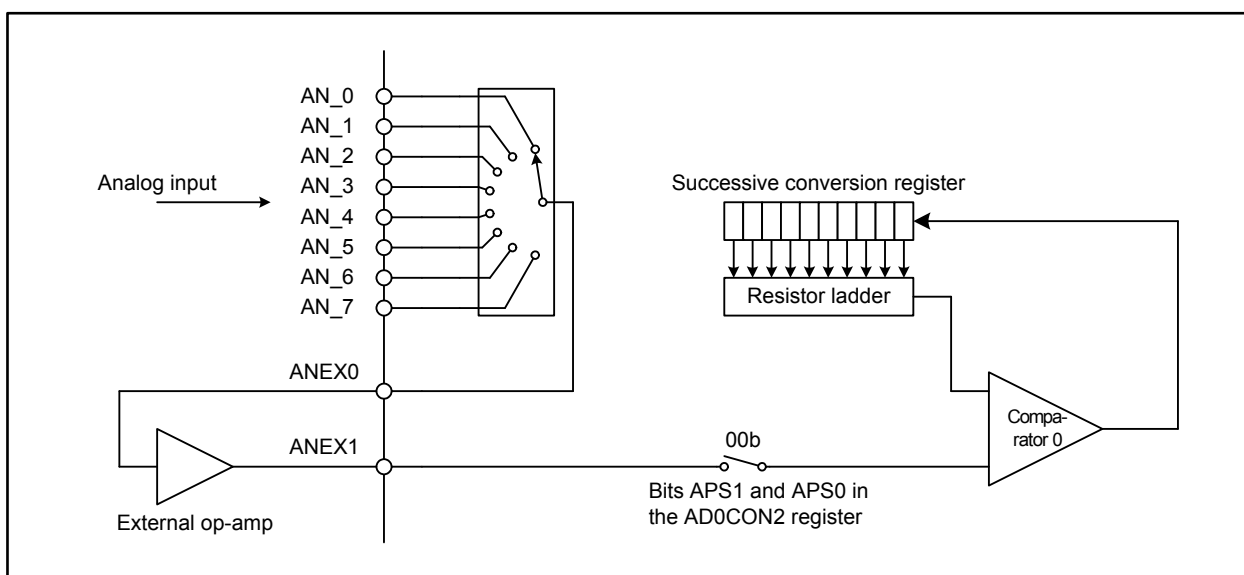 AN_0
AN_1
AN_2
AN_3
AN_4
AN_5
AN_6
AN_7
Analog input
ANEX0
ANEX1
External op-amp
Successive conversion register
Resistor ladder
00b
Bits APS1 and APS0 in
the AD0CON2 register
Compa-
rator 0